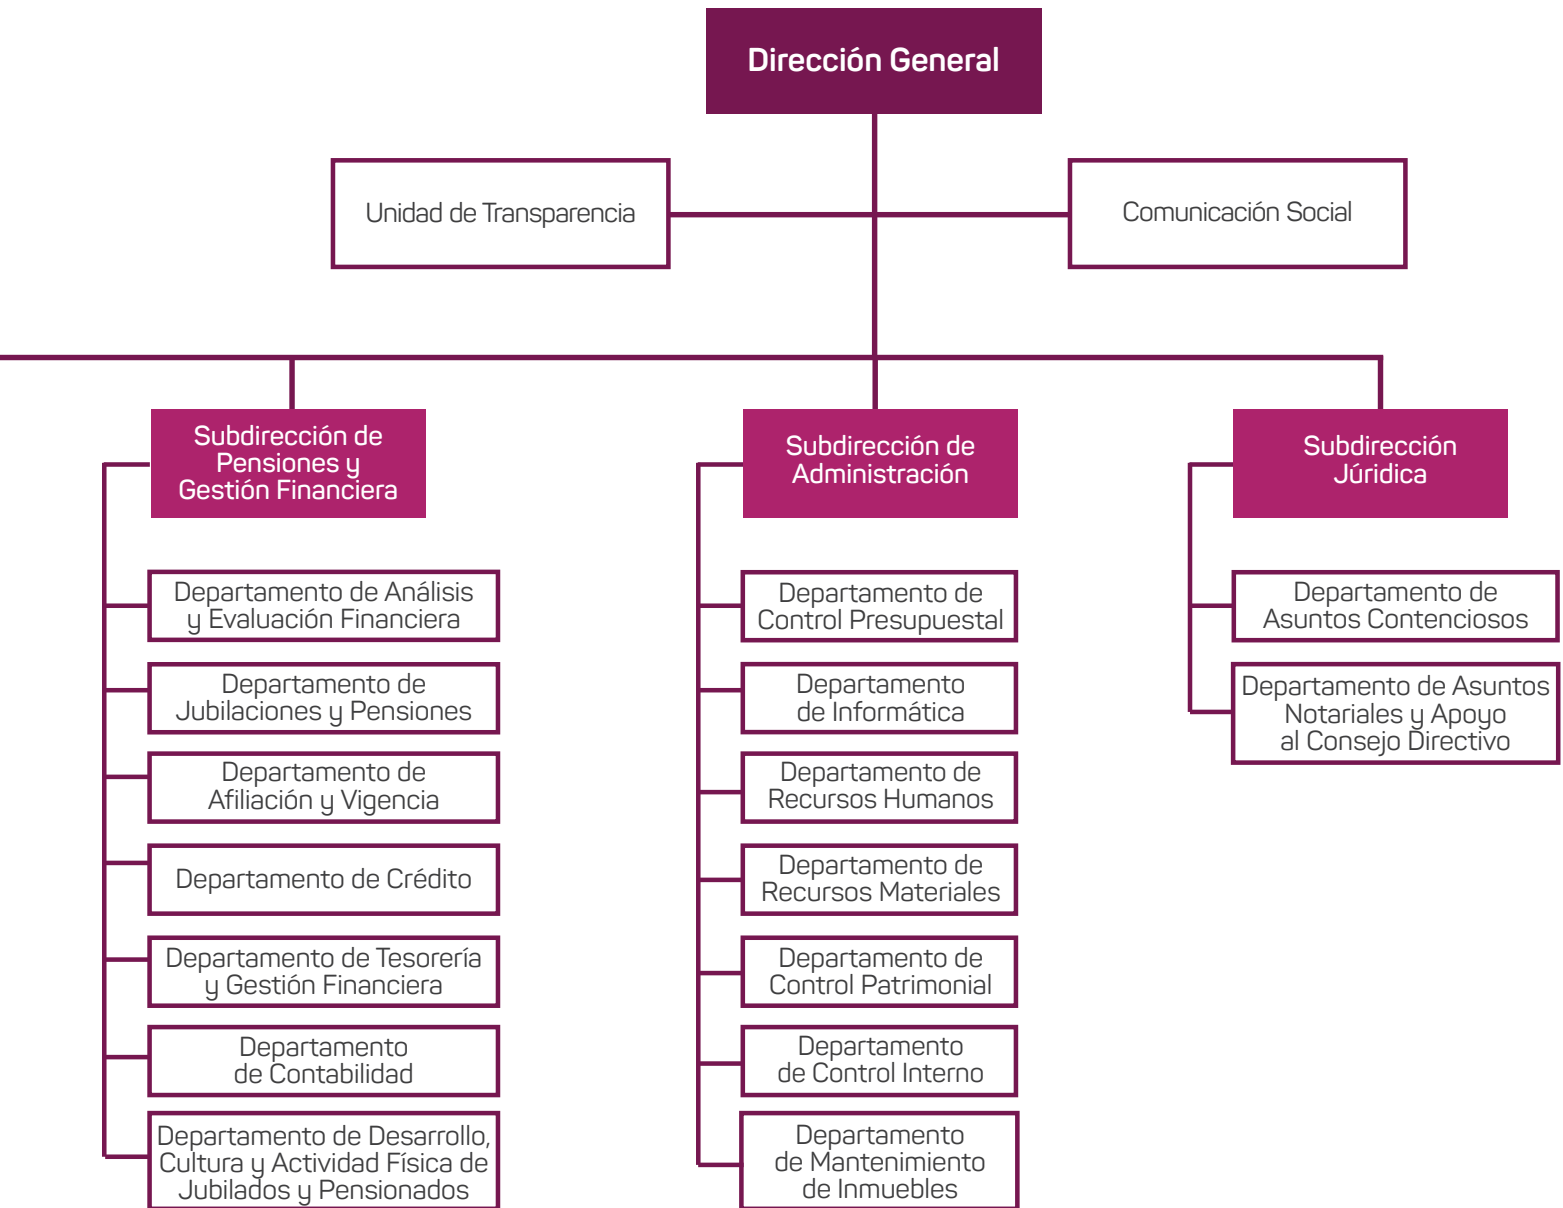 Dirección General
Unidad de Transparencia
Comunicación Social
Subdirección de
Pensiones y
Gestión Financiera
Departamento de Análisis
y Evaluación Financiera
Departamento de
Jubilaciones y Pensiones
Departamento de
Afiliación y Vigencia
Departamento de Crédito
Departamento de Tesorería
y Gestión Financiera
Departamento
de Contabilidad
Departamento de Desarrollo,
Cultura y Actividad Física de
Jubilados y Pensionados
Subdirección de
Administración
Departamento de
Control Presupuestal
Departamento
de Informática
Departamento de
Recursos Humanos
Departamento de
Recursos Materiales
Departamento de
Control Patrimonial
Departamento
de Control Interno
Departamento
de Mantenimiento
de Inmuebles
Subdirección
Júridica
Departamento de
Asuntos Contenciosos
Departamento de Asuntos
Notariales y Apoyo
al Consejo Directivo